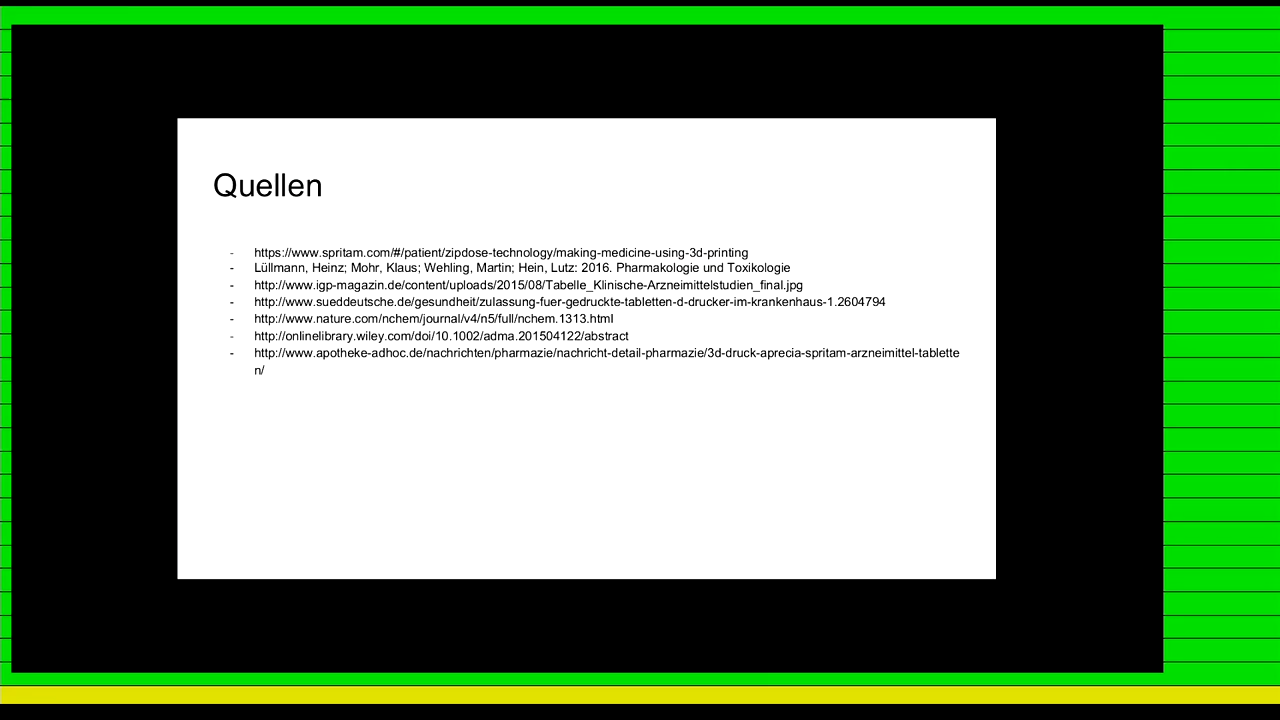 Quellen
- https://www.spritam.com/#/patient/zipdose-technology/making-medicine-using-3d-printing
- Lüllmann, Heinz; Mohr, Klaus; Wehling, Martin; Hein, Lutz: 2016. Pharmakologie und Toxikologie
- http://www.igp-magazin.de/content/uploads/2015/08/Tabelle_Klinische-Arzneimittelstudien_final.jpg
- http://www.sueddeutsche.de/gesundheit/zulassung-fuer-gedruckte-tabletten-d-drucker-im-krankenhaus-1.2604794
- http://www.nature.com/nchem/journal/v4/n5/full/nchem.1313.html
- http://onlinelibrary.wiley.com/doi/10.1002/adma.201504122/abstract
- http://www.apotheke-adhoc.de/nachrichten/pharmazie/nachricht-detail-pharmazie/3d-druck-aprecia-spritam-arzneimittel-tablette
n/